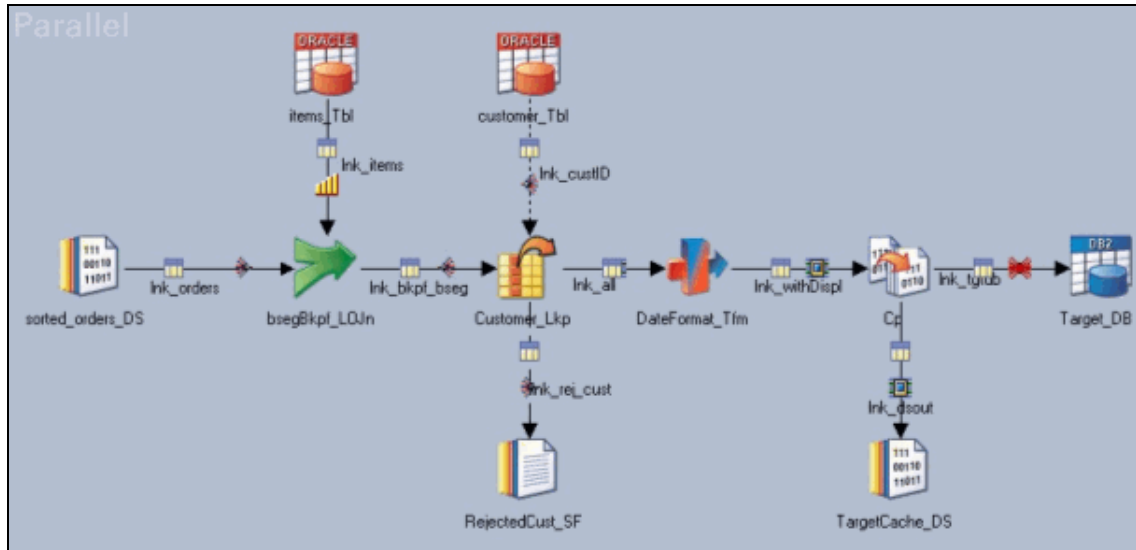 Parallel
ORACLE
ORACLE
items_Tbl
customer_Tbl
lnk_items
lnk_custID
lnk_orders
lnk_bkpf_bseg
lnk_all
lnk_withDispl
DB2
sorted_orders_DS
bsegBkpf_LOJn
Customer_Lkp
DateFormat_Tfm
Cp
Target_DB
lnk_rej_cust
lnk_dsout
RejectedCust_SF
TargetCache_DS